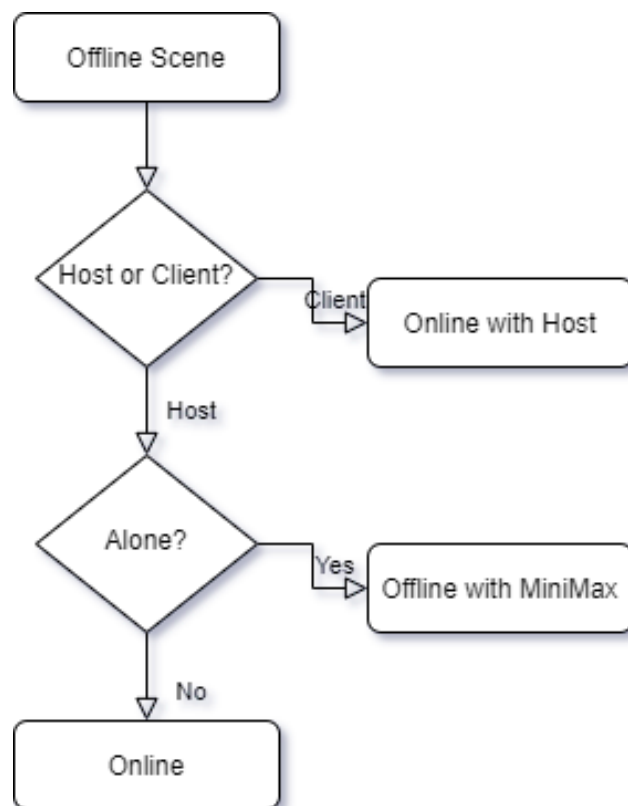 Offline Scene
Host or Client?
Client
Online with Host
Host
Alone?
Yes
Offline with MiniMax
No
Online